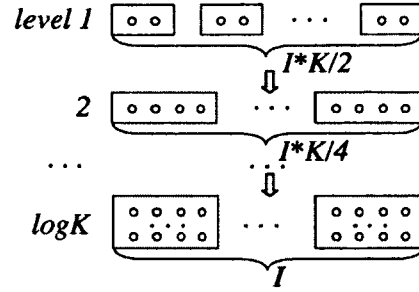 level 1
. . .
I*K/2
2
. . .
I*K/4
. . .
. . .
logK
. . .
. . .
. . .
I